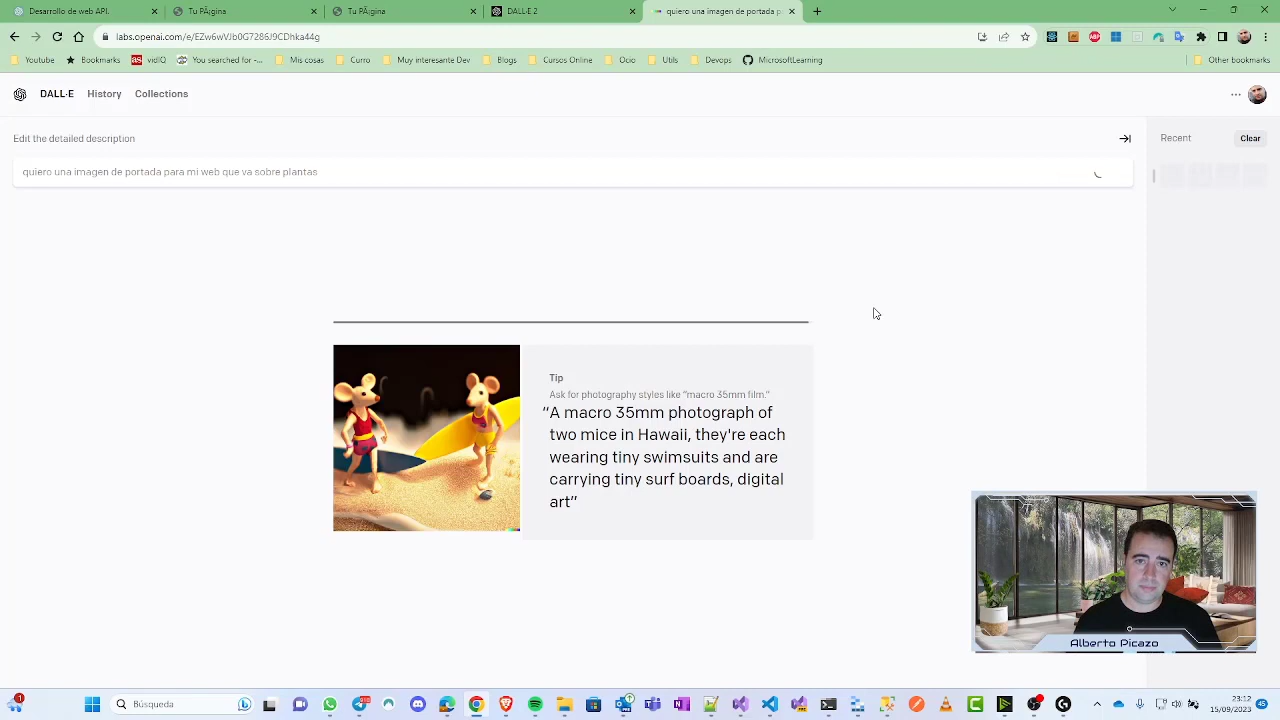 Desarrollo de web API.
Tu PÃ¡gina
Tu PÃ¡gina
DALL·E 2
quiero una imagen de portada p
labs.openai.com/e/EZw6wVJb0G7286J9CDhka44g
Youtube
Bookmarks
vidIQ
You searched for -...
Mis cosas
Curro
Muy interesante Dev
Blogs
Cursos Online
Ocio
Utils
Devops
MicrosoftLearning
Other bookmarks
DALL·E
History
Collections
Edit the detailed description
Recent
Clear
quiero una imagen de portada para mi web que va sobre plantas
Tip
Ask for photography styles like "macro 35mm film."
"A macro 35mm photograph of
two mice in Hawaii, they're each
wearing tiny swimsuits and are
carrying tiny surf boards, digital
art"
Alberto Picazo
Búsqueda
23:12
15/09/2023